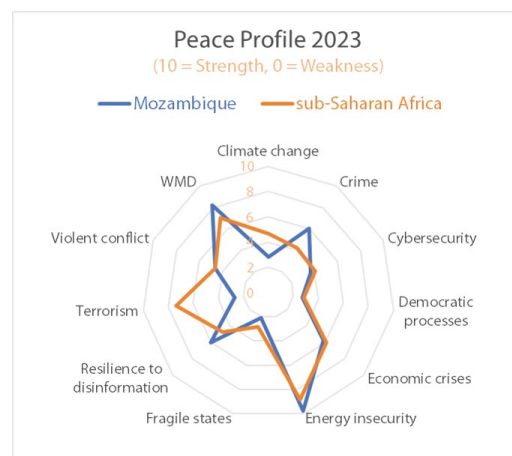 Peace Profile 2023
(10 = Strength, 0 = Weakness)
Mozambique
sub-Saharan Africa
Climate change
Crime
Cybersecurity
Democratic
processes
Economic crises
Energy insecurity
Fragile states
Resilience to
disinformation
Terrorism
Violent conflict
WMD
10
8
6
4
2
0